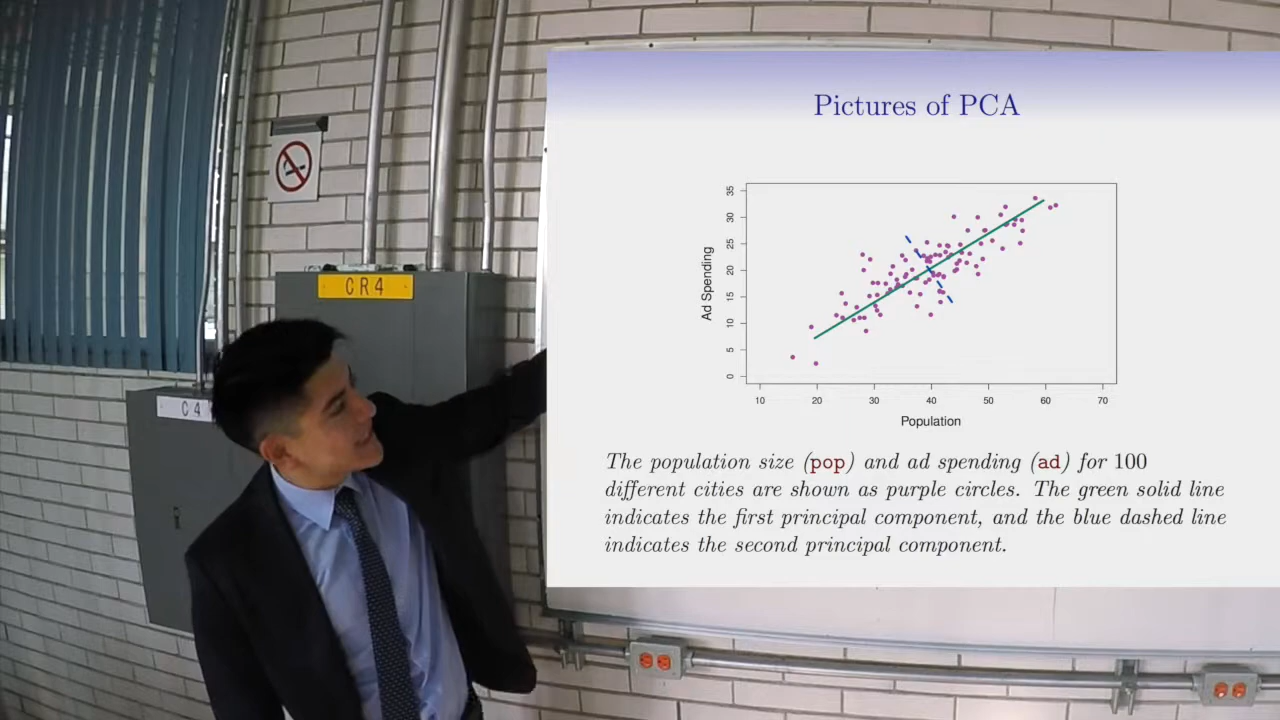 Pictures of PCA
CR4
C4
35
30
25
20
15
10
5
0
Ad Spending
10 20 30 40 50 60 70
Population
The population size (pop) and ad spending (ad) for 100
different cities are shown as purple circles. The green solid line
indicates the first principal component, and the blue dashed line
indicates the second principal component.